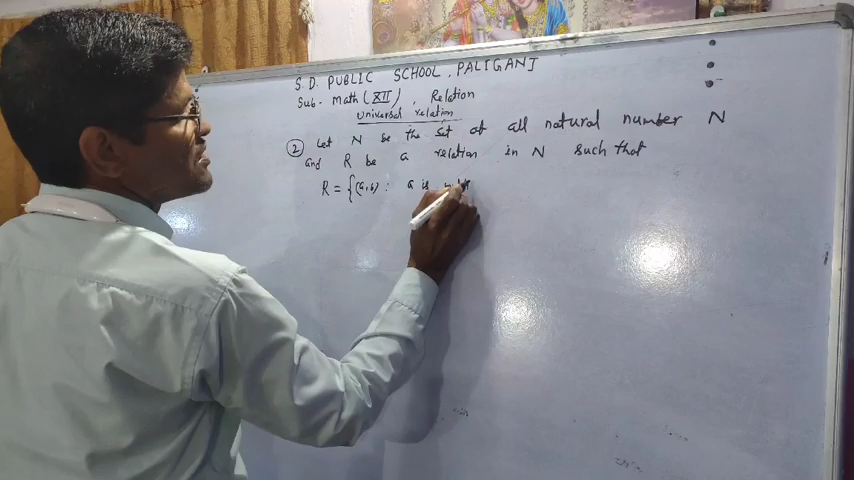 S.D. PUBLIC SCHOOL, PALIGANJ
Sub- Math (XII), Relation
Universal relation
(2) Let N be the set of all natural number N
and R be a relation in N such that
R = {(a,b) : a is